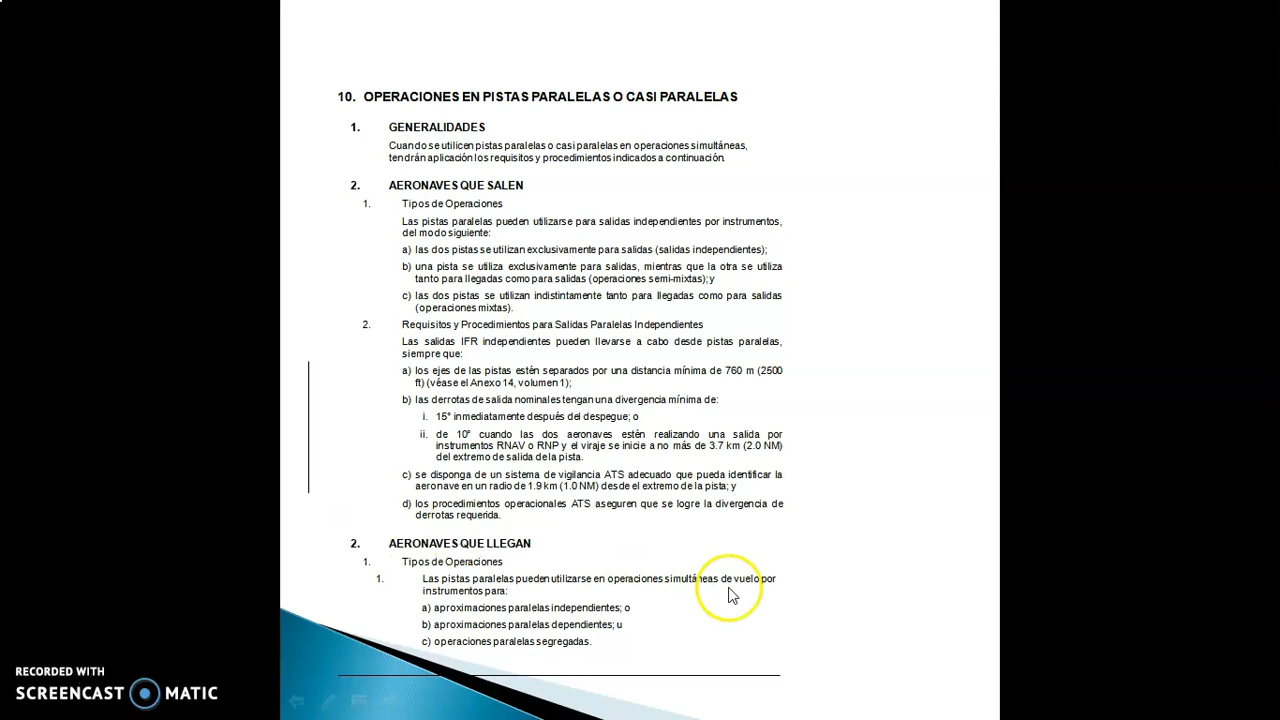 10. OPERACIONES EN PISTAS PARALELAS O CASI PARALELAS
1. GENERALIDADES
Cuando se utilicen pistas paralelas o casi paralelas en operaciones simultáneas,
tendrán aplicación los requisitos y procedimientos indicados a continuación.
2. AERONAVES QUE SALEN
1. Tipos de Operaciones
Las pistas paralelas pueden utilizarse para salidas independientes por instrumentos,
del modo siguiente:
a) las dos pistas se utilizan exclusivamente para salidas (salidas independientes);
b) una pista se utiliza exclusivamente para salidas, mientras que la otra se utiliza
tanto para llegadas como para salidas (operaciones semi-mixtas); y
c) las dos pistas se utilizan indistintamente tanto para llegadas como para salidas
(operaciones mixtas).
2. Requisitos y Procedimientos para Salidas Paralelas Independientes
Las salidas IFR independientes pueden llevarse a cabo desde pistas paralelas,
siempre que:
a) los ejes de las pistas estén separados por una distancia mínima de 760 m (2500
ft) (véase el Anexo 14, volumen 1);
b) las derrotas de salida nominales tengan una divergencia mínima de:
i. 15° inmediatamente después del despegue; o
ii. de 10° cuando las dos aeronaves estén realizando una salida por
instrumentos RNAV o RNP y el viraje se inicie a no más de 3.7 km (2.0 NM)
del extremo de salida de la pista.
c) se disponga de un sistema de vigilancia ATS adecuado que pueda identificar la
aeronave en un radio de 1.9 km (1.0 NM) desde el extremo de la pista; y
d) los procedimientos operacionales ATS aseguren que se logre la divergencia de
derrotas requerida.
2. AERONAVES QUE LLEGAN
1. Tipos de Operaciones
1. Las pistas paralelas pueden utilizarse en operaciones simultáneas de vuelo por
instrumentos para:
a) aproximaciones paralelas independientes; o
b) aproximaciones paralelas dependientes; u
c) operaciones paralelas segregadas.
RECORDED WITH
SCREENCAST MATIC